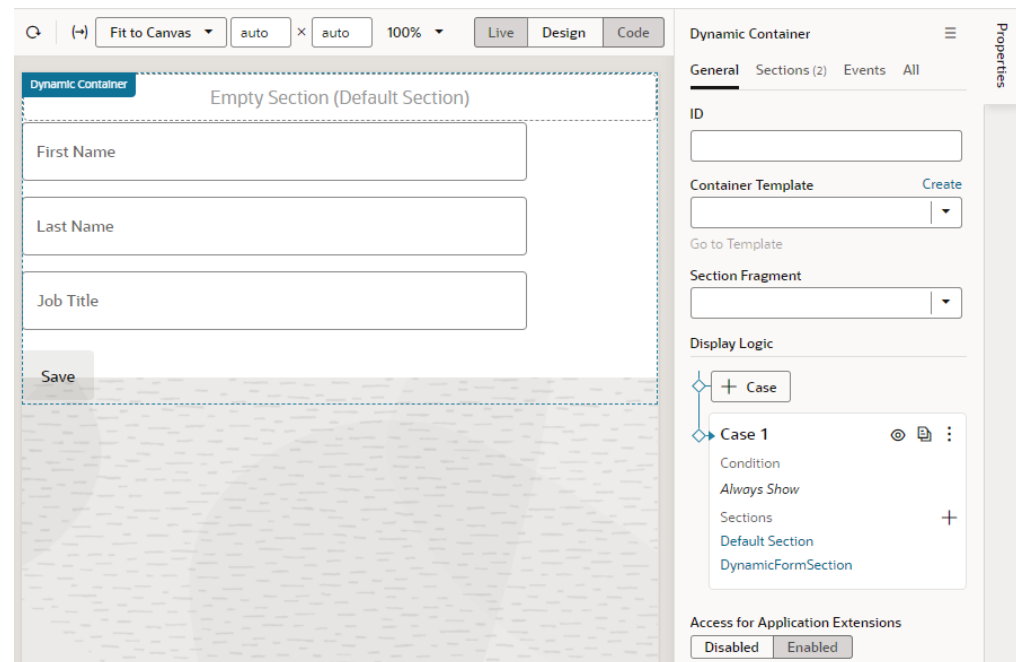 (→) Fit to Canvas auto × auto 100% Live Design Code
Dynamic Container
Empty Section (Default Section)
First Name
Last Name
Job Title
Save
Dynamic Container
General Sections (2) Events All
ID
Container Template Create
Go to Template
Section Fragment
Display Logic
+ Case
Case 1
Condition
Always Show
Sections +
Default Section
DynamicFormSection
Access for Application Extensions
Disabled Enabled
Properties